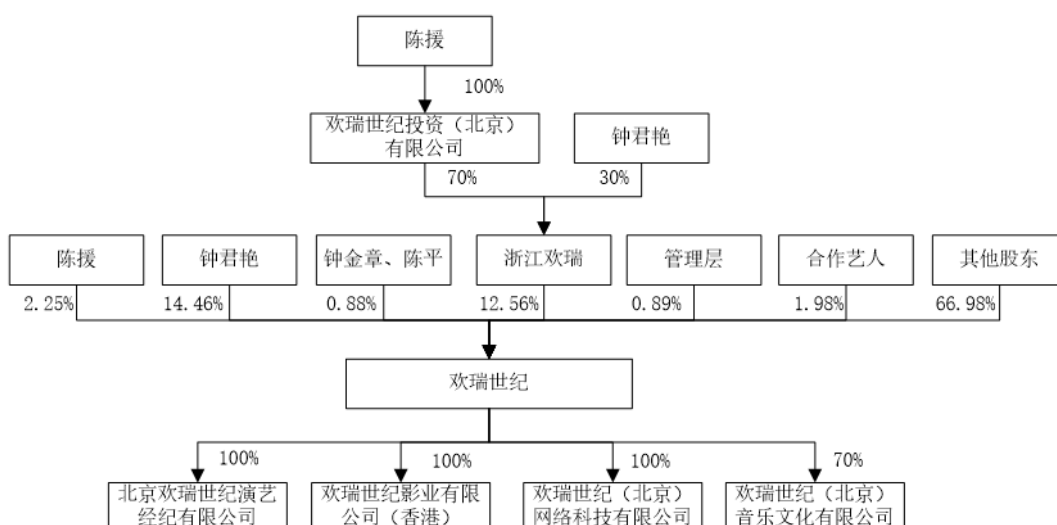 陈援
100%
欢瑞世纪投资（北京）
有限公司
钟君艳
70%
30%
陈援
钟君艳
钟金章、陈平
浙江欢瑞
管理层
合作艺人
其他股东
2.25%
14.46%
0.88%
12.56%
0.89%
1.98%
66.98%
欢瑞世纪
100%
100%
100%
70%
北京欢瑞世纪演艺
经纪有限公司
欢瑞世纪影业有限
公司（香港）
欢瑞世纪（北京）
网络科技有限公司
欢瑞世纪（北京）
音乐文化有限公司